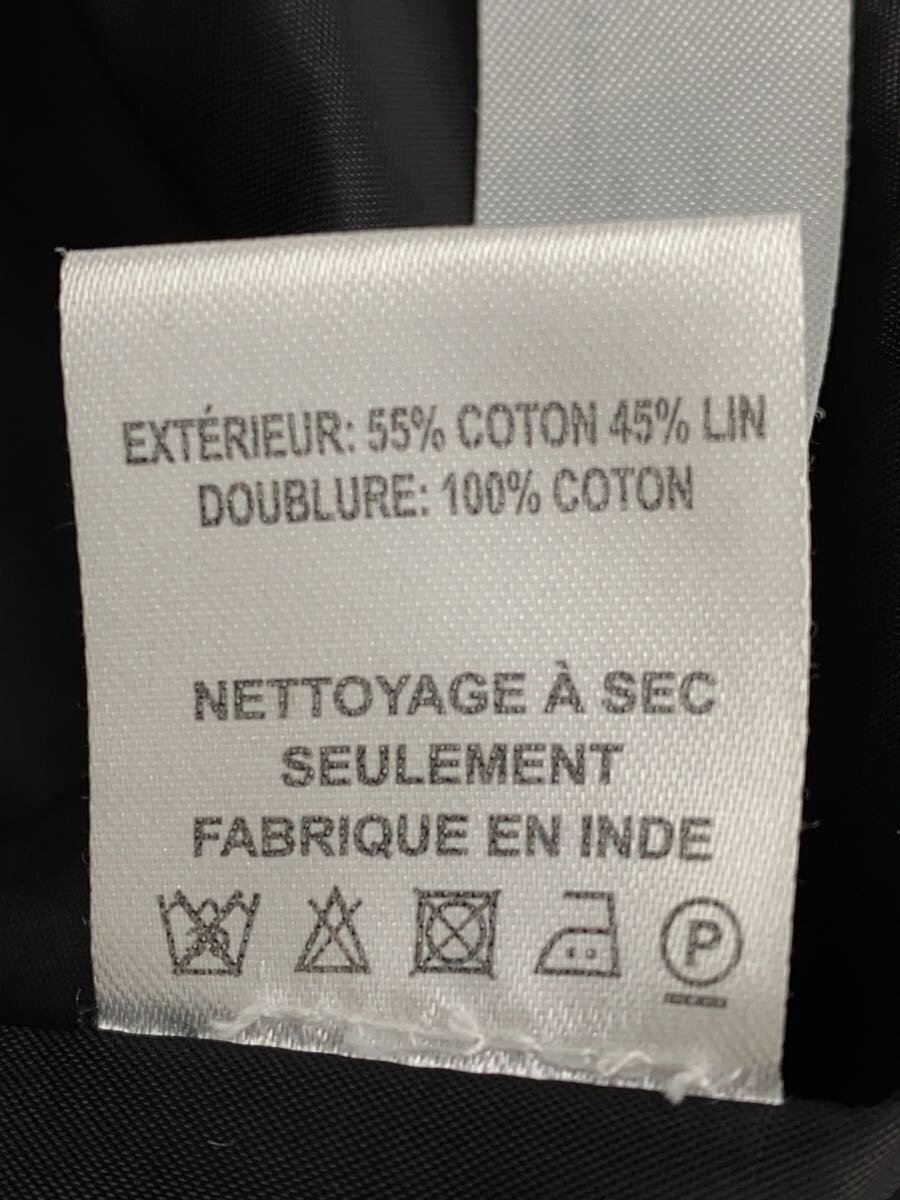 EXTÉRIEUR: 55% COTON 45% LIN
DOUBLURE: 100% COTON
NETTOYAGE À SEC
SEULEMENT
FABRIQUE EN INDE
P